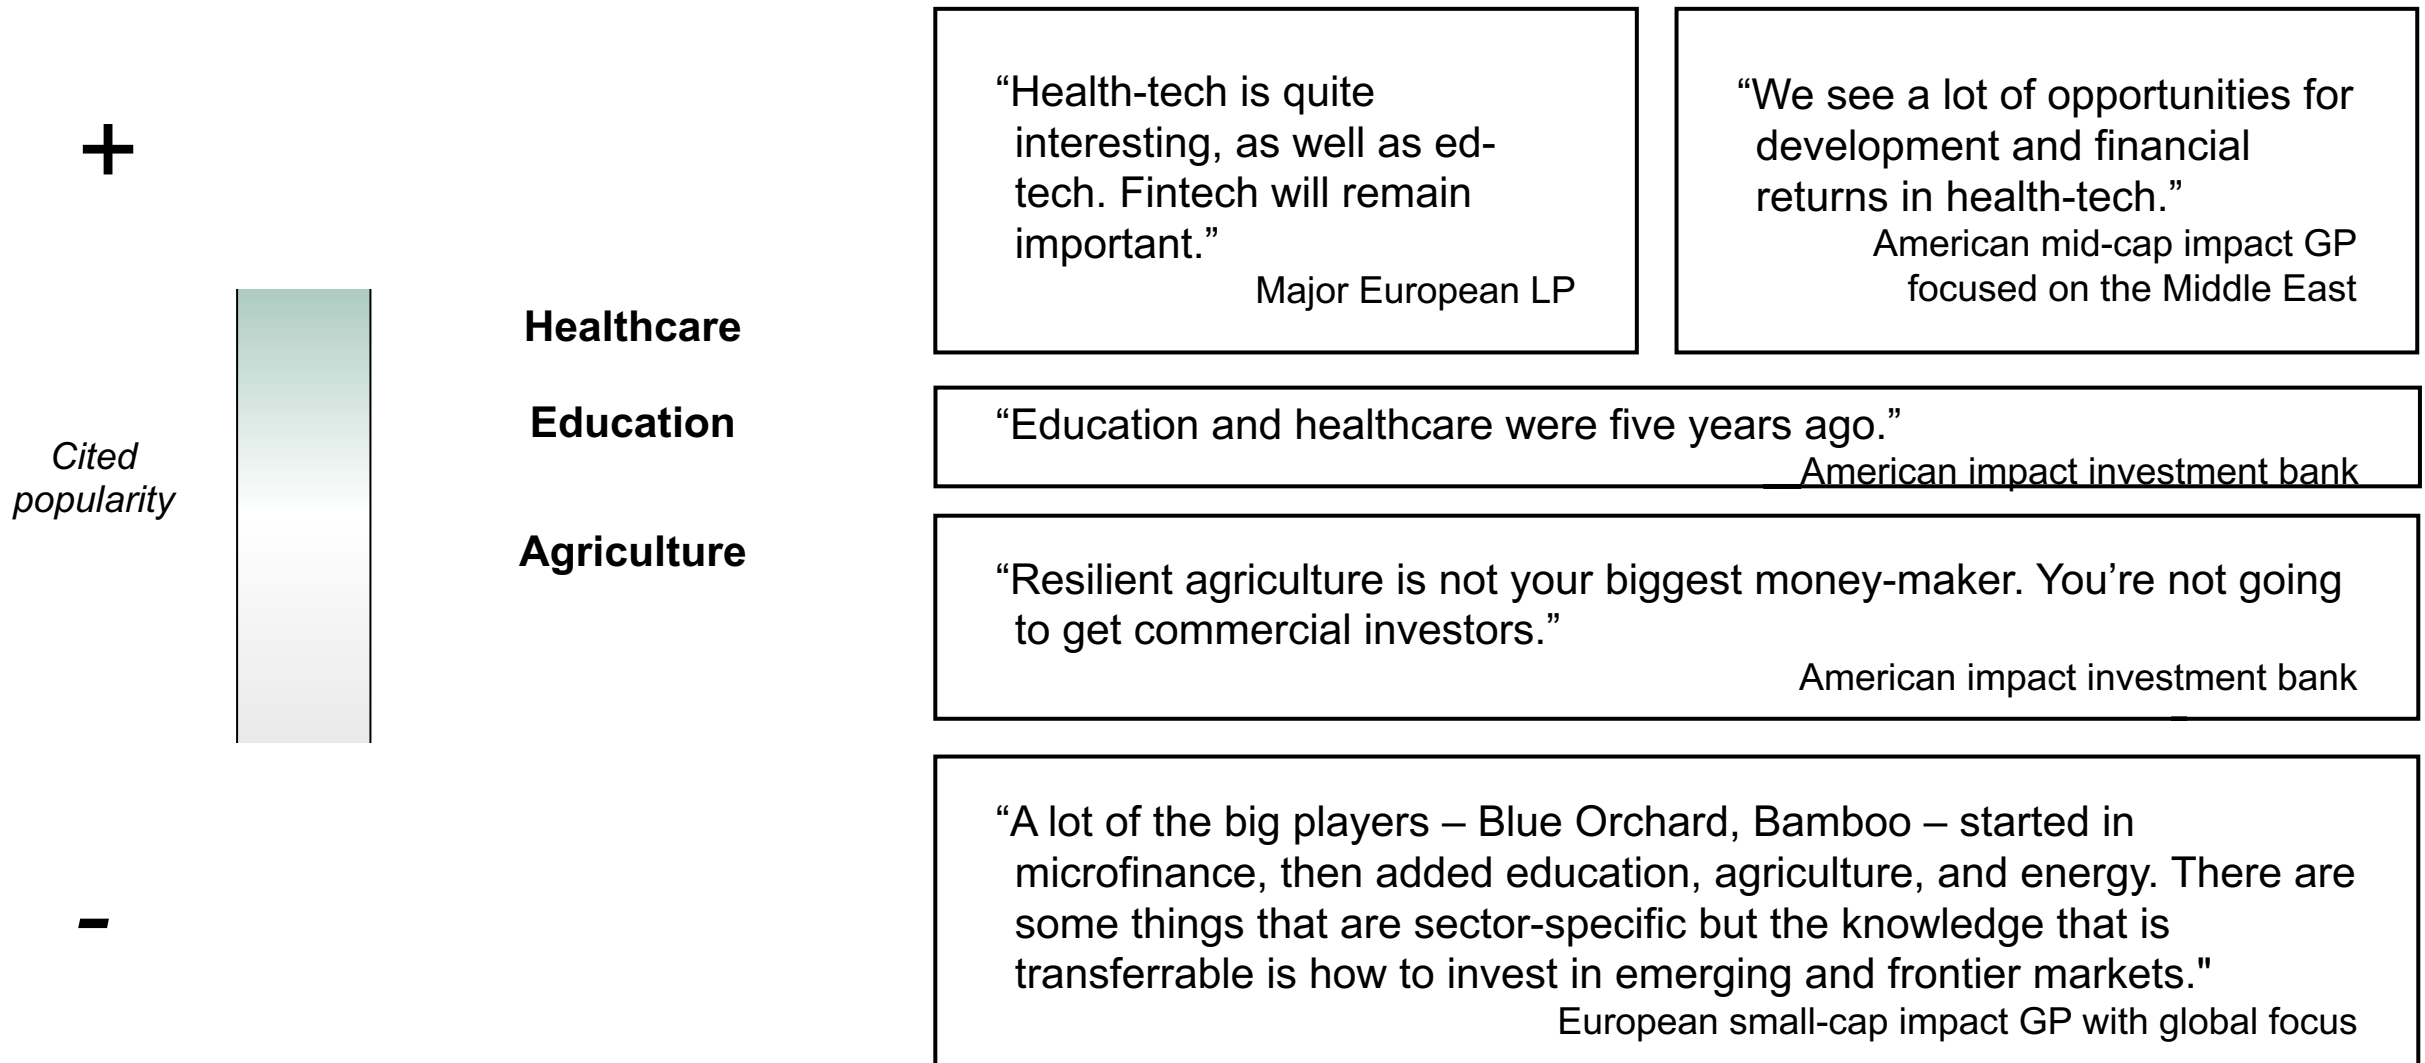 +
Cited
popularity
-
Healthcare
Education
Agriculture
“Health-tech is quite
interesting, as well as ed-
tech. Fintech will remain
important.”
Major European LP
“We see a lot of opportunities for
development and financial
returns in health-tech.”
American mid-cap impact GP
focused on the Middle East
“Education and healthcare were five years ago.”
American impact investment bank
“Resilient agriculture is not your biggest money-maker. You’re not going
to get commercial investors.”
American impact investment bank
“A lot of the big players – Blue Orchard, Bamboo – started in
microfinance, then added education, agriculture, and energy. There are
some things that are sector-specific but the knowledge that is
transferrable is how to invest in emerging and frontier markets."
European small-cap impact GP with global focus